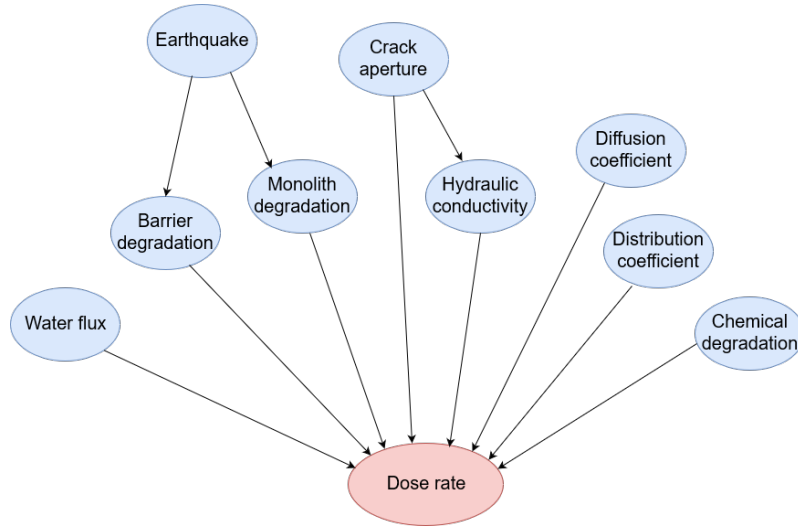 Earthquake
Crack
aperture
Diffusion
coefficient
Monolith
degradation
Hydraulic
conductivity
Barrier
degradation
Distribution
coefficient
Water flux
Chemical
degradation
Dose rate